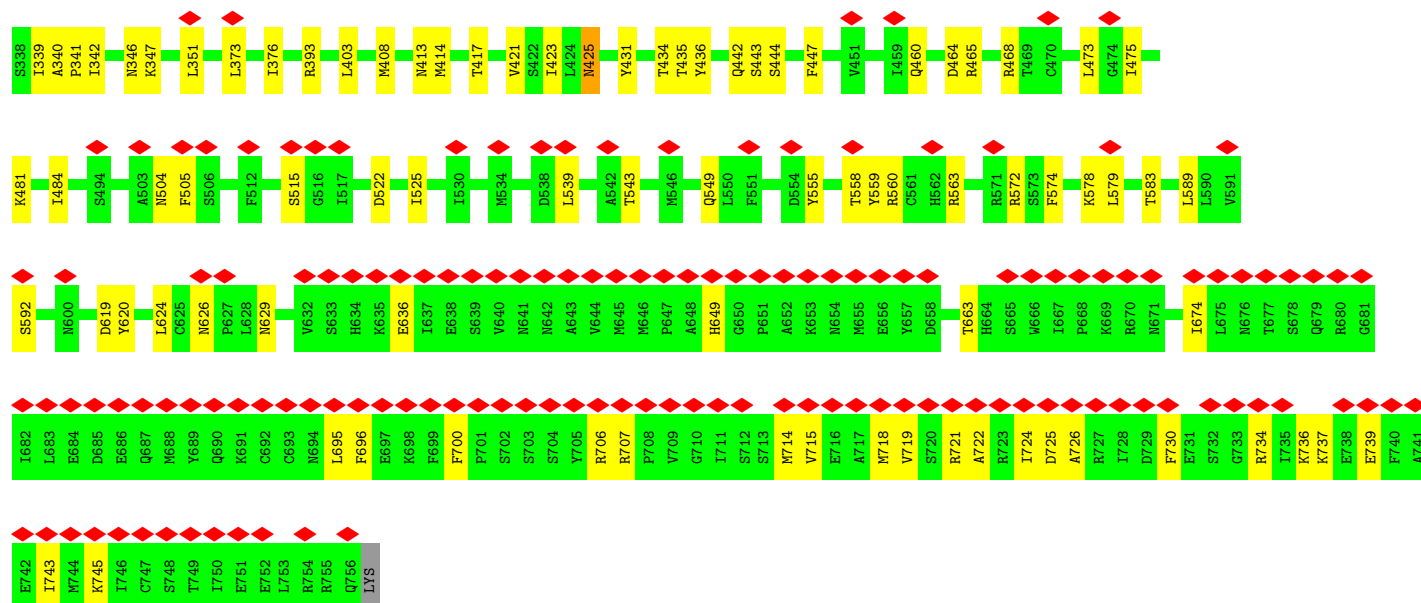 S338 I339 A340 P341 I342 N346 K347 L351 L373 I376 R393 L403 M408 N413 M414 T417 V421 S422 I423 L424 N425 Y431 T434 T435 Y436 Q442 S443 S444 F447 V451 I459 Q460 D464 R465 R468 T469 C470 L473 G474 I475
K481 I484 S494 A503 N504 F505 S506 F512 S515 G516 I517 D522 I525 I530 M534 D538 L539 A542 T543 M546 Q549 L550 F551 D554 Y555 T558 Y559 R560 C561 H562 R563 R571 R572 S573 F574 K578 L579 T583 L589 L590 V591
S592 N600 D619 Y620 L624 C625 N626 P627 L628 N629 V632 S633 H634 K635 E636 I637 E638 S639 V640 N641 N642 A643 V644 M645 M646 P647 A648 H649 G650 P651 A652 K653 N654 M655 E656 Y657 D658 T663 H664 S665 W666 I667 P668 K669 R670 N671 I674 L675 N676 T677 S678 Q679 R680 G681
I682 L683 E684 D685 E686 Q687 M688 Y689 Q690 K691 C692 C693 N694 L695 F696 E697 K698 F699 F700 P701 S702 S703 S704 Y705 R706 R707 P708 V709 G710 I711 S712 S713 M714 V715 E716 A717 M718 V719 S720 R721 A722 R723 I724 D725 A726 R727 I728 D729 F730 E731 S732 G733 R734 I735 K736 K737 E738 E739 F740 A741
E742 I743 M744 K745 I746 C747 S748 T749 I750 E751 E752 L753 R754 R755 Q756 LYS